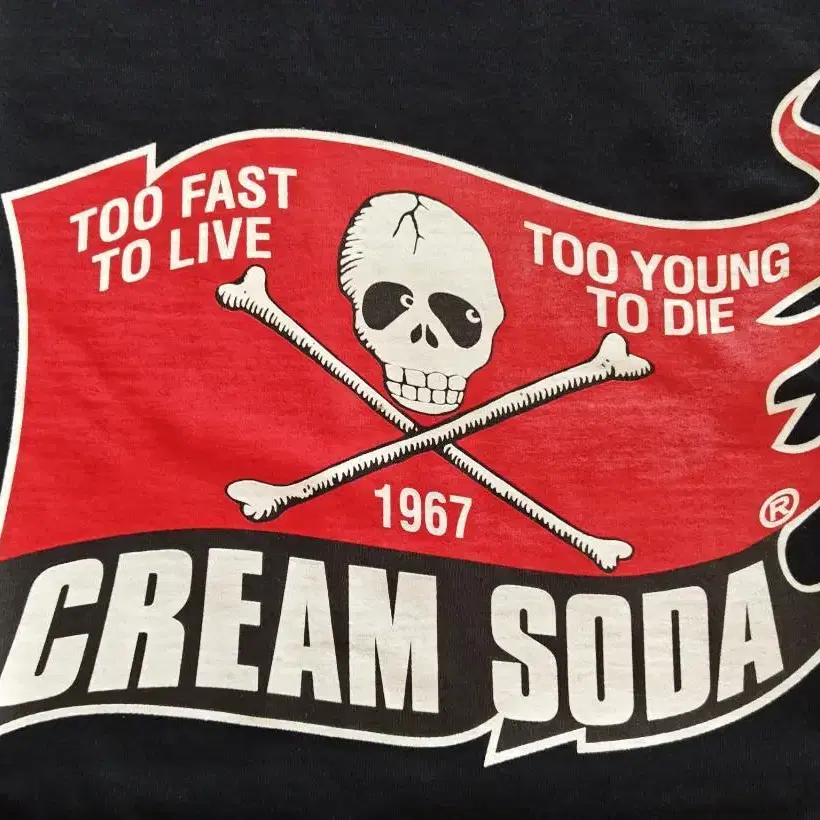 TOO FAST
TO LIVE
TOO YOUNG
TO DIE
1967
®
CREAM SODA